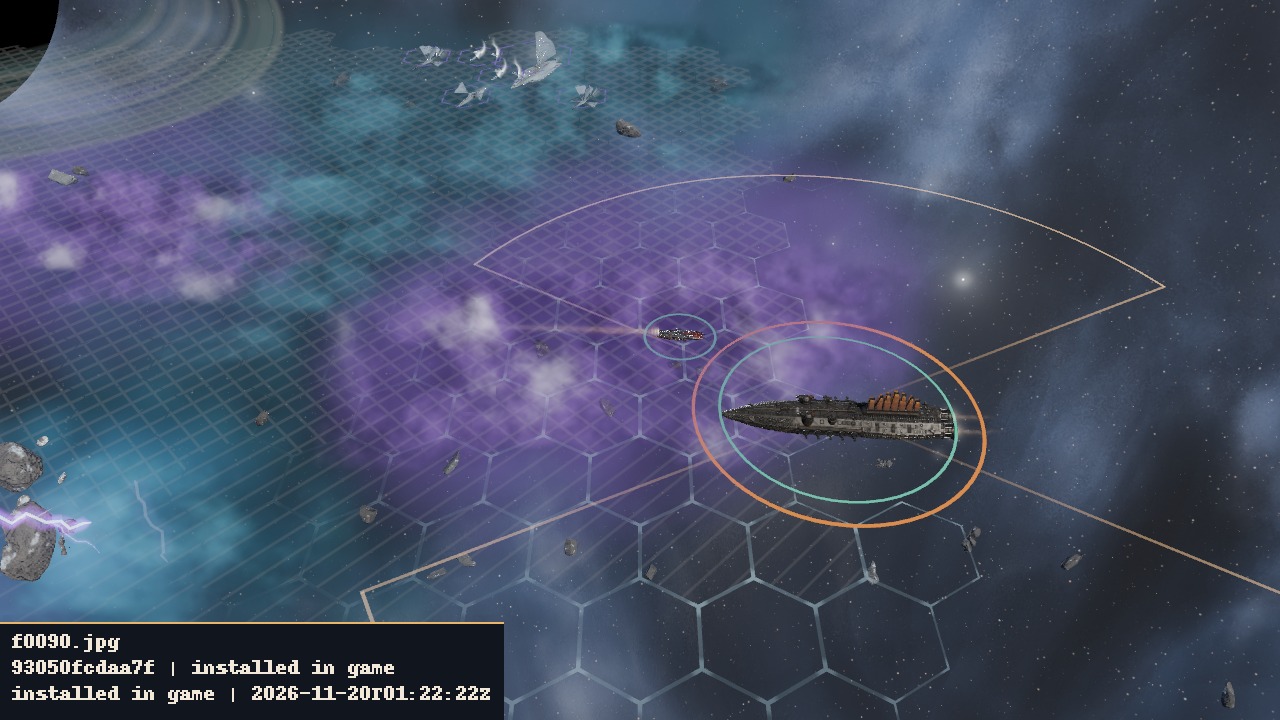 f0090.jpg
93050fcdaa7f | installed in game
installed in game | 2026-11-20T01:22:22Z